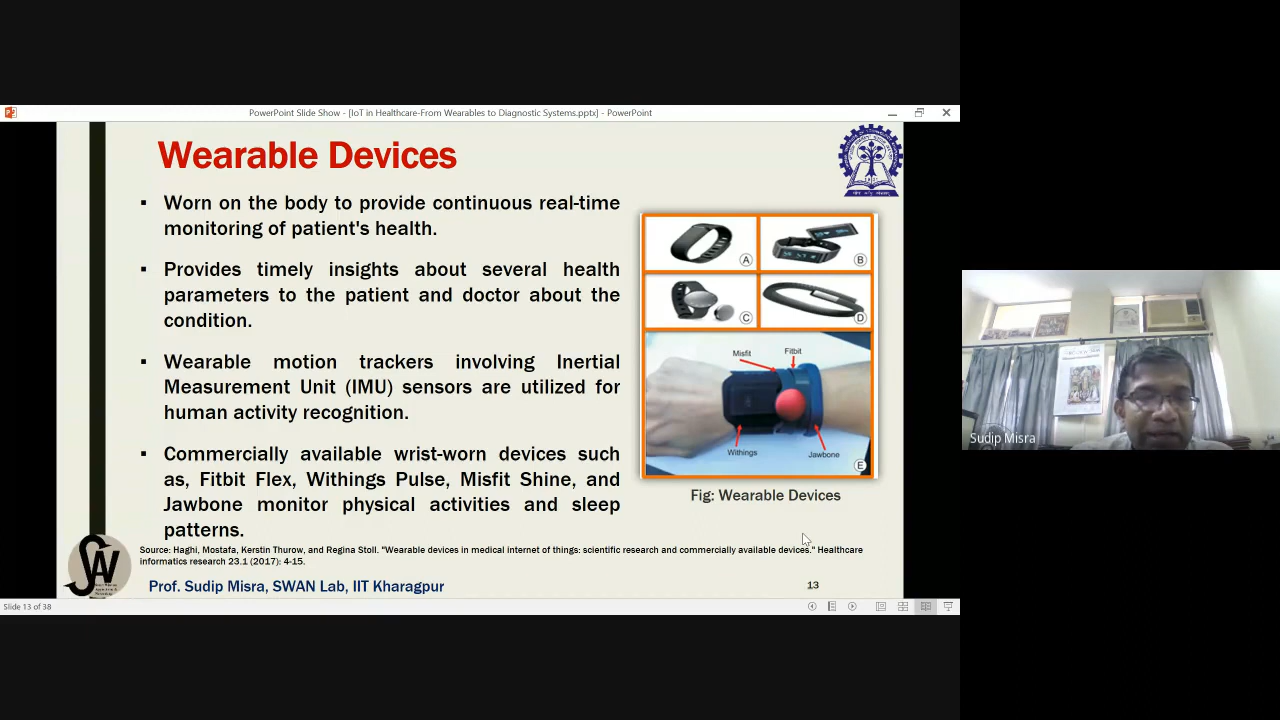 PowerPoint Slide Show - [IoT in Healthcare-From Wearables to Diagnostic Systems.pptx] - PowerPoint
Wearable Devices
▪ Worn on the body to provide continuous real-time
monitoring of patient's health.
▪ Provides timely insights about several health
parameters to the patient and doctor about the
condition.
▪ Wearable motion trackers involving Inertial
Measurement Unit (IMU) sensors are utilized for
human activity recognition.
▪ Commercially available wrist-worn devices such
as, Fitbit Flex, Withings Pulse, Misfit Shine, and
Jawbone monitor physical activities and sleep
patterns.
A
B
C
D
Misfit
Fitbit
Withings
Jawbone
E
Fig: Wearable Devices
Source: Haghi, Mostafa, Kerstin Thurow, and Regina Stoll. "Wearable devices in medical internet of things: scientific research and commercially available devices." Healthcare
informatics research 23.1 (2017): 4-15.
SWAN
Prof. Sudip Misra, SWAN Lab, IIT Kharagpur
13
Slide 13 of 38
Sudip Misra